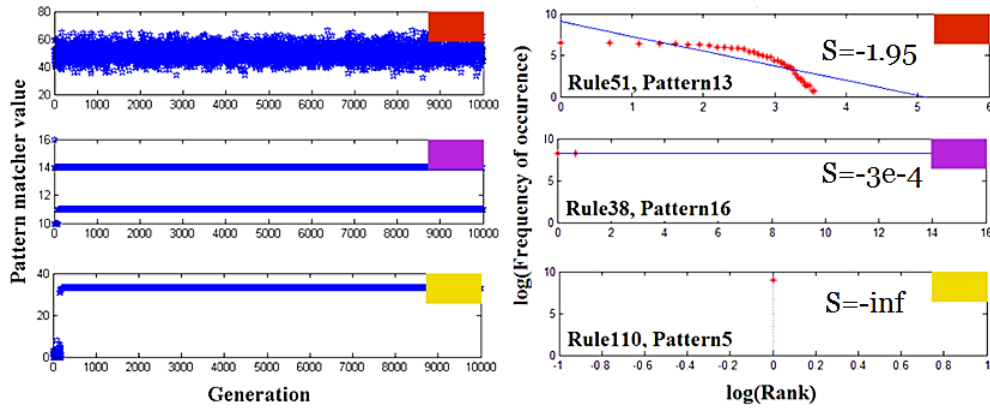 Pattern matcher value
80
60
40
20
0 1000 2000 3000 4000 5000 6000 7000 8000 9000 10000
16
14
12
10
0 1000 2000 3000 4000 5000 6000 7000 8000 9000 10000
40
20
0
0 1000 2000 3000 4000 5000 6000 7000 8000 9000 10000
Generation
log(Frequency of occurence)
10
5
0
S=-1.95
Rule51, Pattern13
0 1 2 3 4 5 6
10
5
0
S=-3e-4
Rule38, Pattern16
0 2 4 6 8 10 12 14 16
10
5
0
S=-inf
Rule110, Pattern5
-1 -0.8 -0.6 -0.4 -0.2 0 0.2 0.4 0.6 0.8 1
log(Rank)